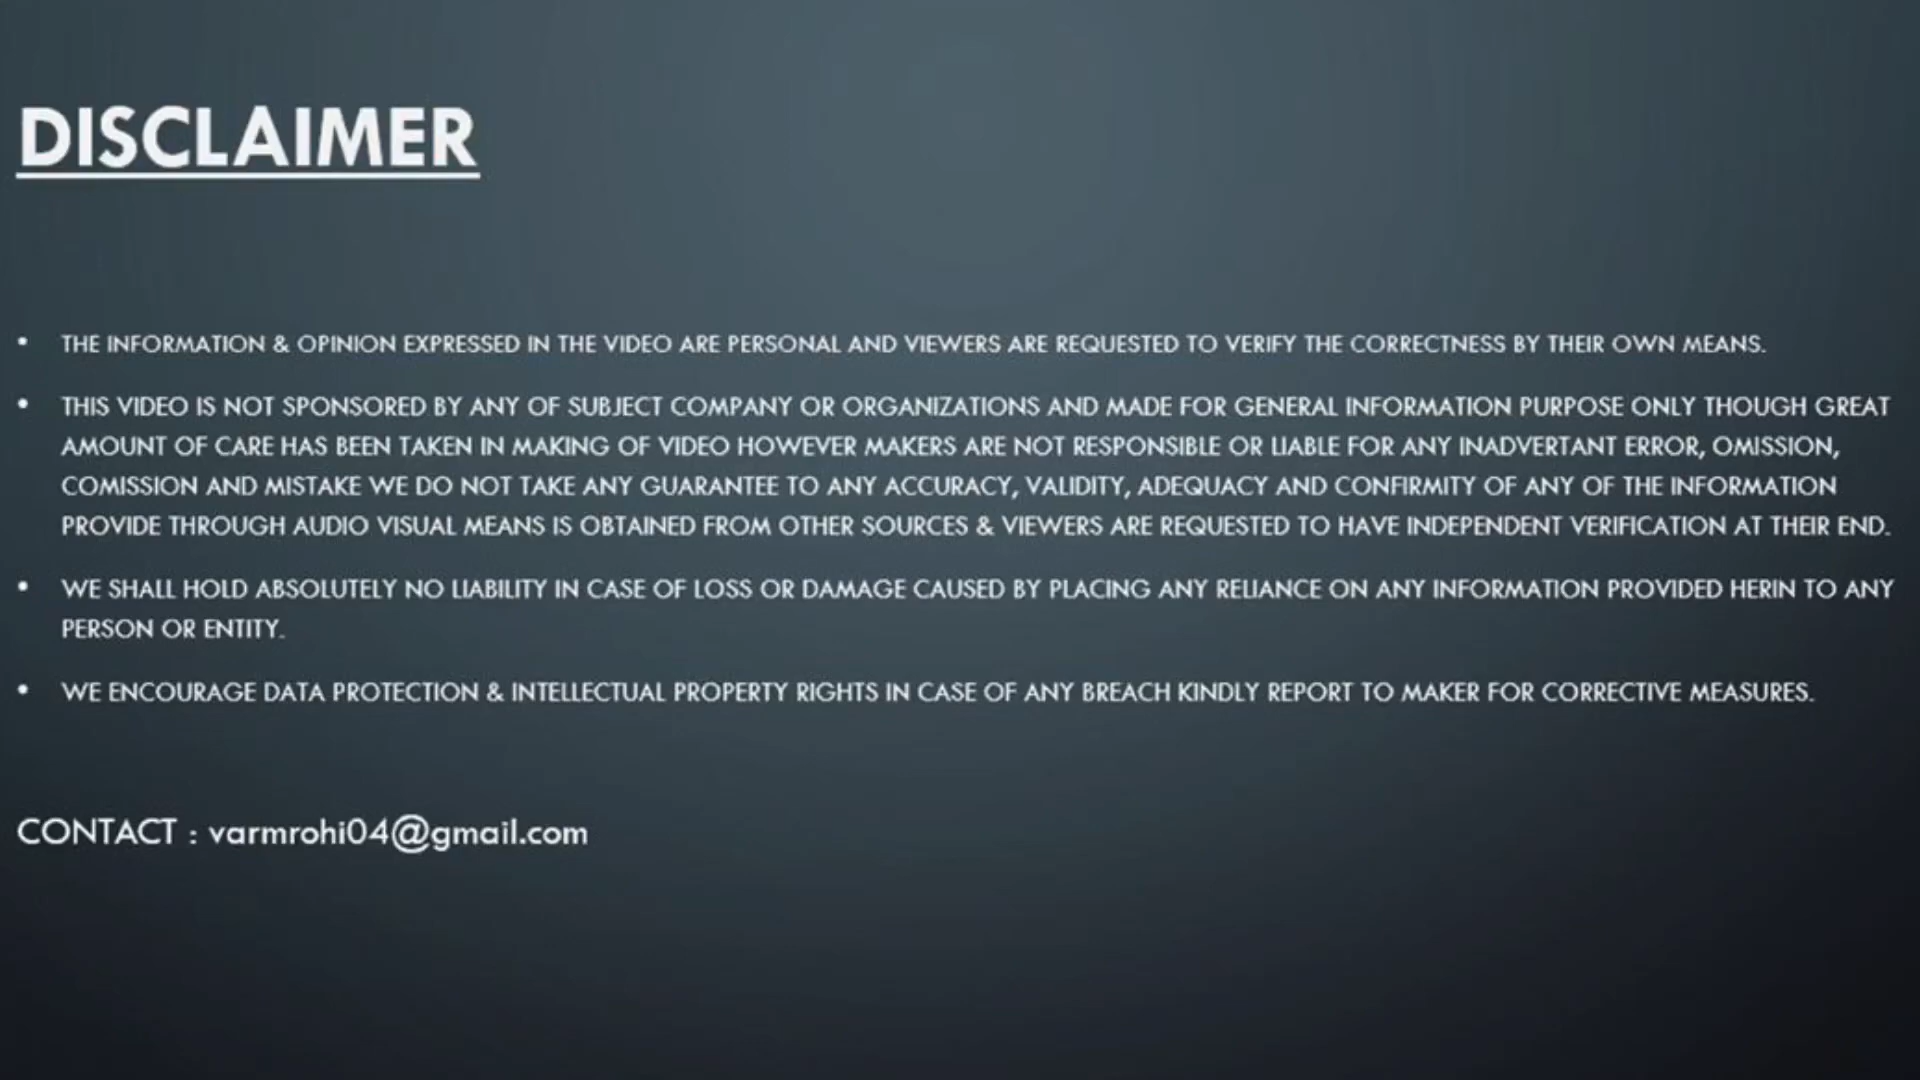 DISCLAIMER
• THE INFORMATION & OPINION EXPRESSED IN THE VIDEO ARE PERSONAL AND VIEWERS ARE REQUESTED TO VERIFY THE CORRECTNESS BY THEIR OWN MEANS.
• THIS VIDEO IS NOT SPONSORED BY ANY OF SUBJECT COMPANY OR ORGANIZATIONS AND MADE FOR GENERAL INFORMATION PURPOSE ONLY THOUGH GREAT
AMOUNT OF CARE HAS BEEN TAKEN IN MAKING OF VIDEO HOWEVER MAKERS ARE NOT RESPONSIBLE OR LIABLE FOR ANY INADVERTANT ERROR, OMISSION,
COMISSION AND MISTAKE WE DO NOT TAKE ANY GUARANTEE TO ANY ACCURACY, VALIDITY, ADEQUACY AND CONFIRMITY OF ANY OF THE INFORMATION
PROVIDE THROUGH AUDIO VISUAL MEANS IS OBTAINED FROM OTHER SOURCES & VIEWERS ARE REQUESTED TO HAVE INDEPENDENT VERIFICATION AT THEIR END.
• WE SHALL HOLD ABSOLUTELY NO LIABILITY IN CASE OF LOSS OR DAMAGE CAUSED BY PLACING ANY RELIANCE ON ANY INFORMATION PROVIDED HERIN TO ANY
PERSON OR ENTITY.
• WE ENCOURAGE DATA PROTECTION & INTELLECTUAL PROPERTY RIGHTS IN CASE OF ANY BREACH KINDLY REPORT TO MAKER FOR CORRECTIVE MEASURES.
CONTACT : varmrohi04@gmail.com